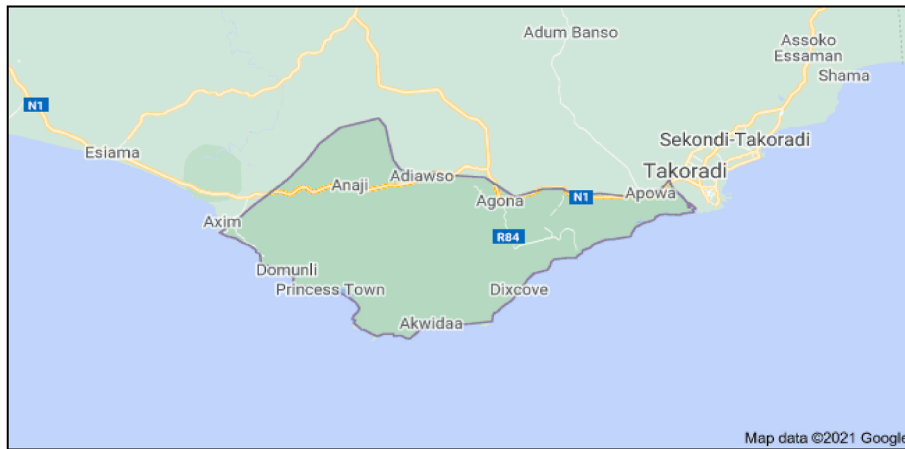 Adum Banso
Assoko
Essaman
Shama
N1
Esiama
Sekondi-Takoradi
Takoradi
Adiawso
Anaji
Agona
N1
Apowa
Axim
R84
Domunli
Princess Town
Dixcove
Akwidaa
Map data ©2021 Google